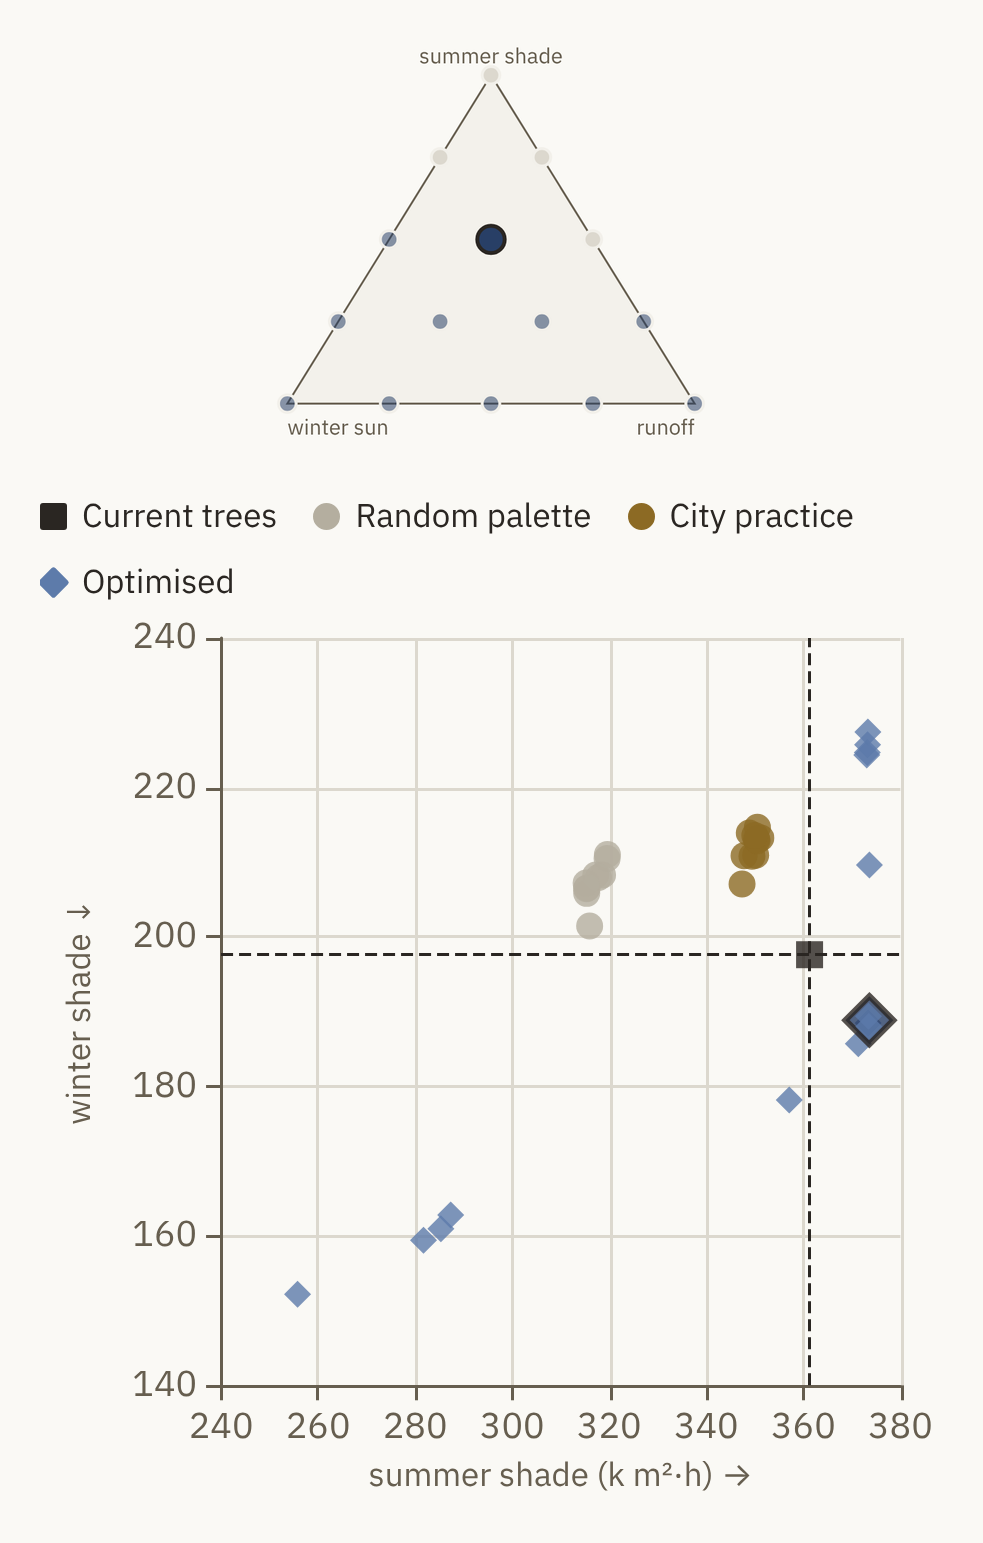 summer shade
winter sun
runoff
Current trees
Random palette
City practice
Optimised
240
220
200
180
160
140
winter shade ↓
240
260
280
300
320
340
360
380
summer shade (k m²·h) →